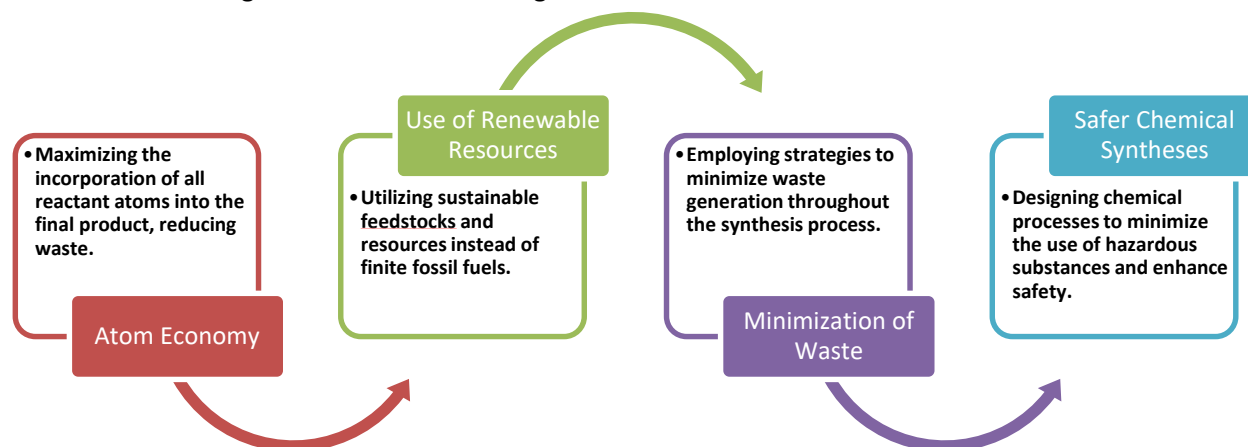 • Maximizing the
incorporation of all
reactant atoms into the
final product, reducing
waste.
Atom Economy
Use of Renewable
Resources
• Utilizing sustainable
feedstocks and
resources instead of
finite fossil fuels.
• Employing strategies to
minimize waste
generation throughout
the synthesis process.
Minimization of
Waste
Safer Chemical
Syntheses
• Designing chemical
processes to minimize
the use of hazardous
substances and enhance
safety.